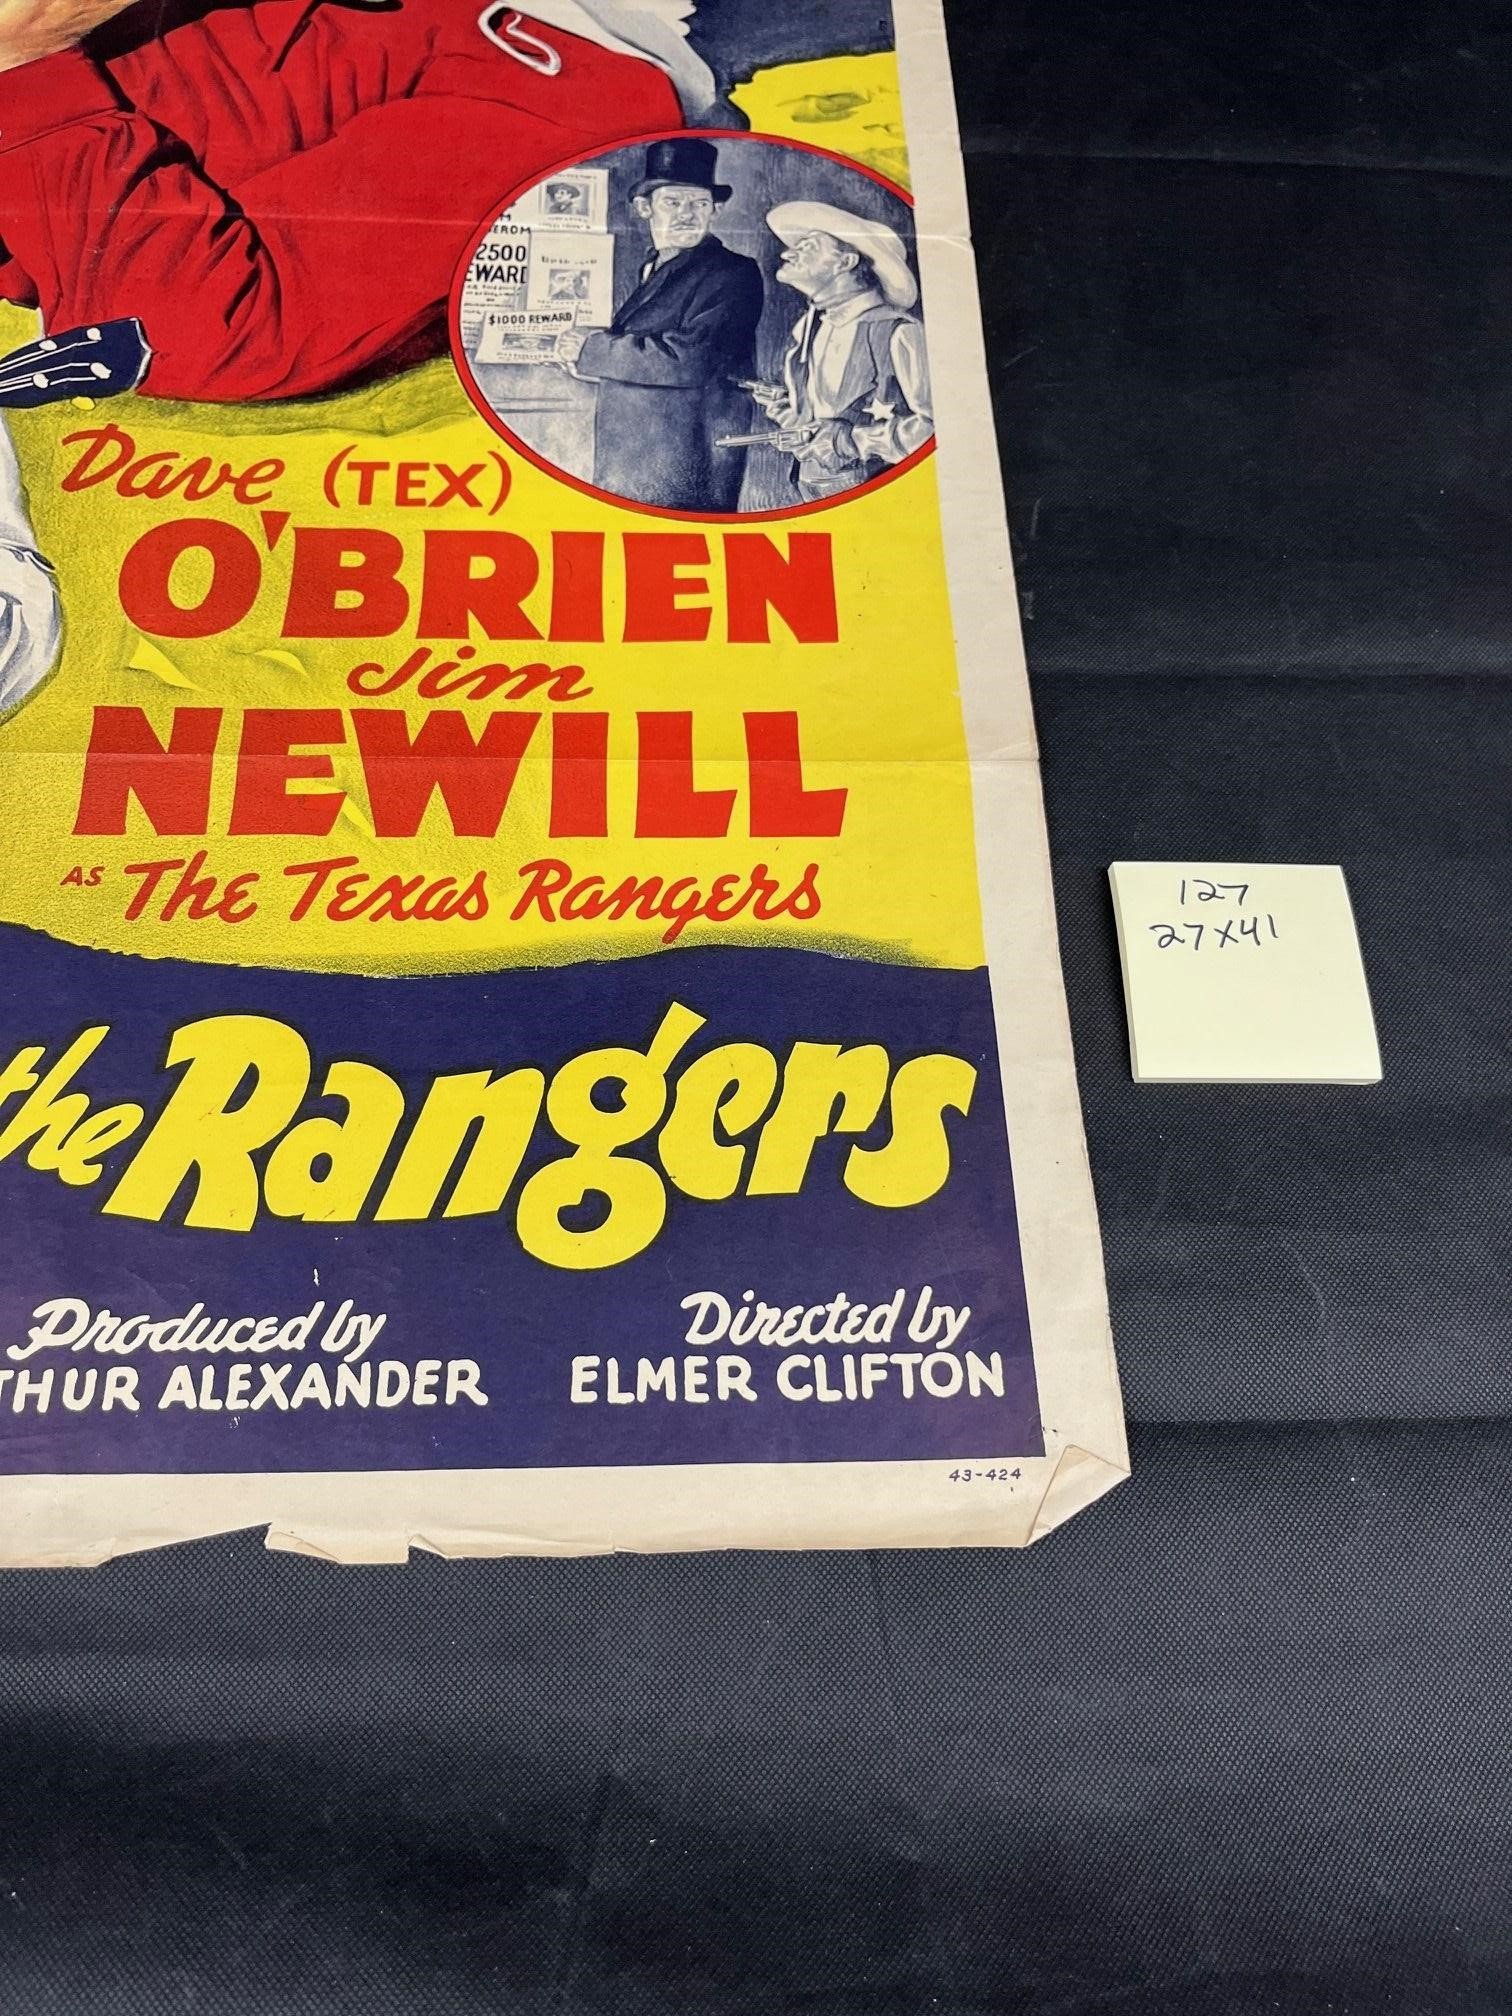 $2500
REWARD
$1000 REWARD
Dave (TEX)
O'BRIEN
Jim
NEWILL
AS The Texas Rangers
the Rangers
Produced by
THUR ALEXANDER
Directed by
ELMER CLIFTON
43-424
127
27X41